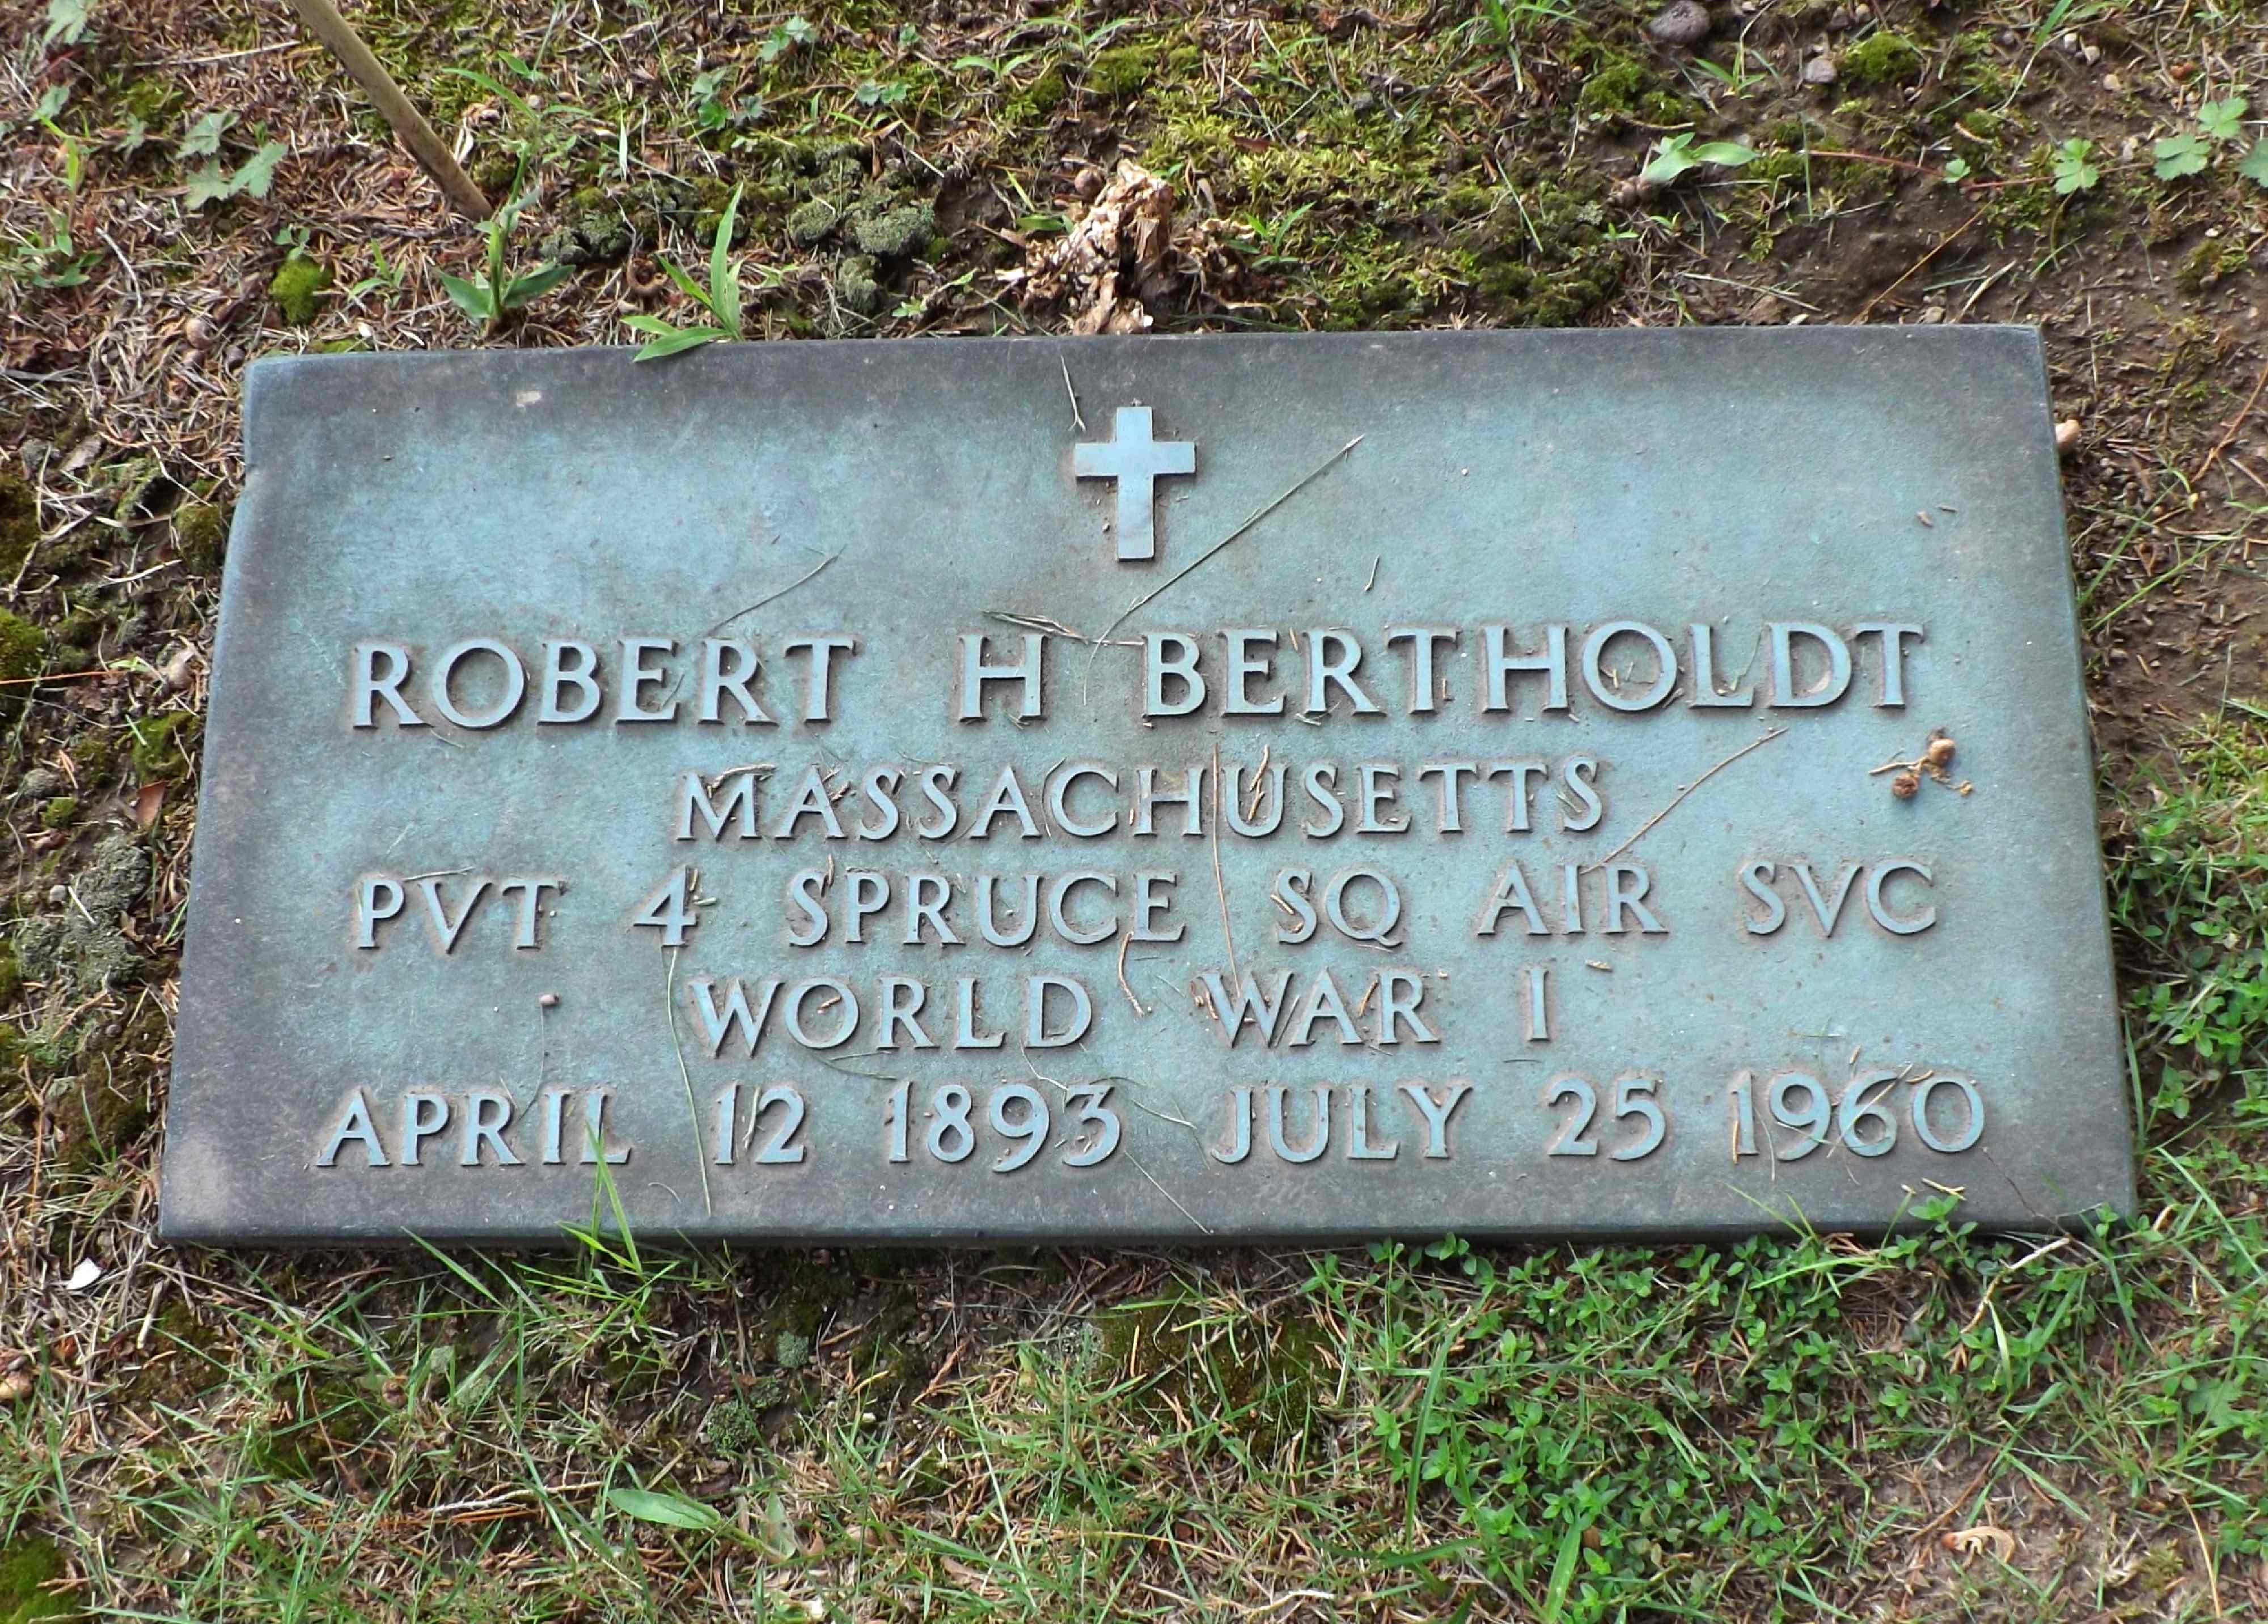 ROBERT H BERTHOLDT
MASSACHUSETTS
PVT 4 SPRUCE SQ AIR SVC
WORLD WAR I
APRIL 12 1893 JULY 25 1960